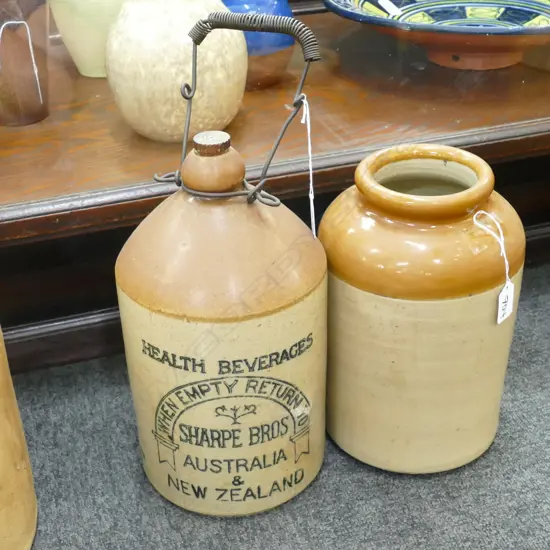 HEALTH BEVERAGES
WHEN EMPTY RETURN TO
SHARPE BROS
AUSTRALIA
&
NEW ZEALAND